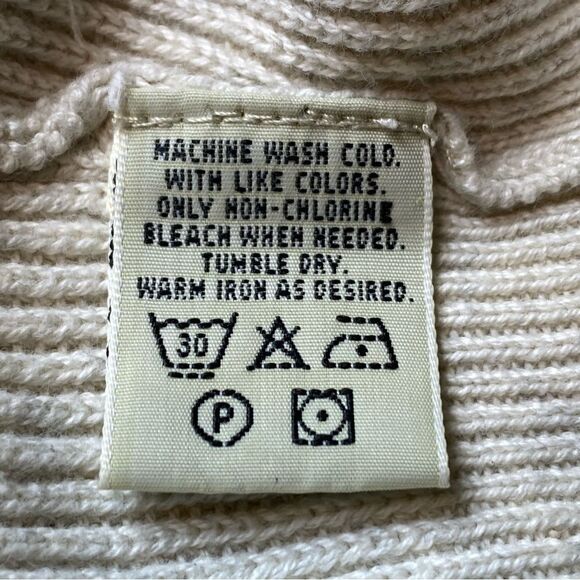 MACHINE WASH COLD.
WITH LIKE COLORS.
ONLY NON-CHLORINE
BLEACH WHEN NEEDED.
TUMBLE DRY.
WARM IRON AS DESIRED.
30
P